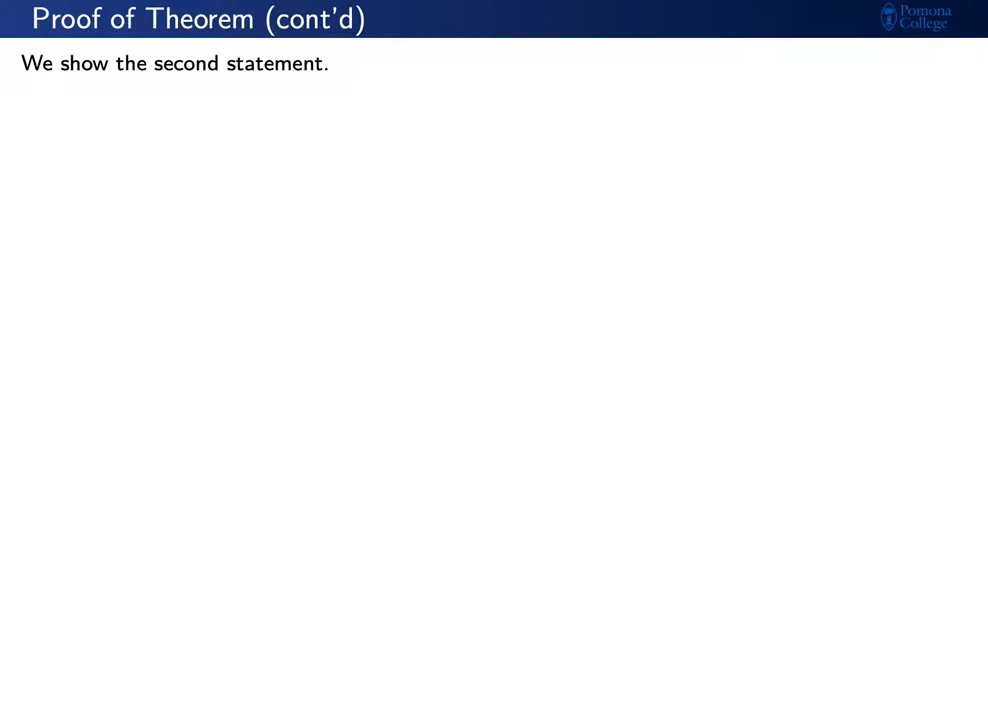 Proof of Theorem (cont'd)
Pomona
College
We show the second statement.